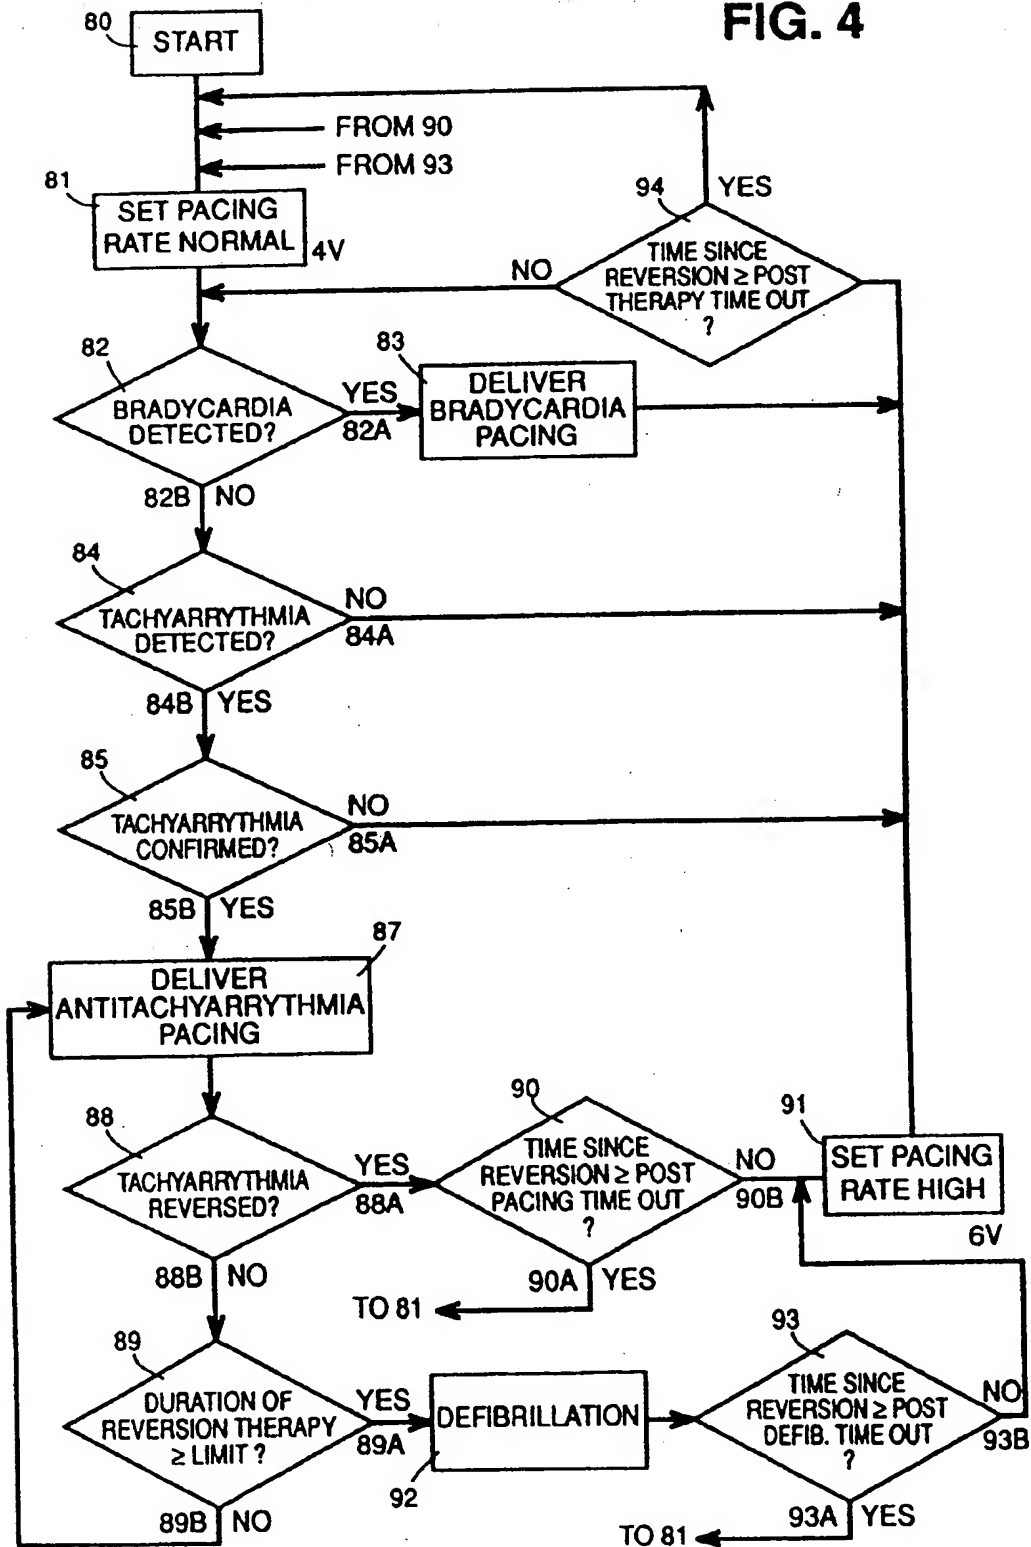 FIG. 4
80
START
FROM 90
FROM 93
81
SET PACING
RATE NORMAL
4V
94
YES
TIME SINCE
REVERSION ≥ POST
THERAPY TIME OUT
?
NO
82
BRADYCARDIA
DETECTED?
YES
82A
83
DELIVER
BRADYCARDIA
PACING
82B NO
84
TACHYARRYTHMIA
DETECTED?
NO
84A
84B YES
85
TACHYARRYTHMIA
CONFIRMED?
NO
85A
85B YES
87
DELIVER
ANTITACHYARRYTHMIA
PACING
88
TACHYARRYTHMIA
REVERSED?
YES
88A
90
TIME SINCE
REVERSION ≥ POST
PACING TIME OUT
?
NO
90B
91
SET PACING
RATE HIGH
6V
88B NO
90A YES
TO 81
89
DURATION OF
REVERSION THERAPY
≥ LIMIT ?
YES
89A
DEFIBRILLATION
92
93
TIME SINCE
REVERSION ≥ POST
DEFIB. TIME OUT
?
NO
93B
89B NO
93A YES
TO 81